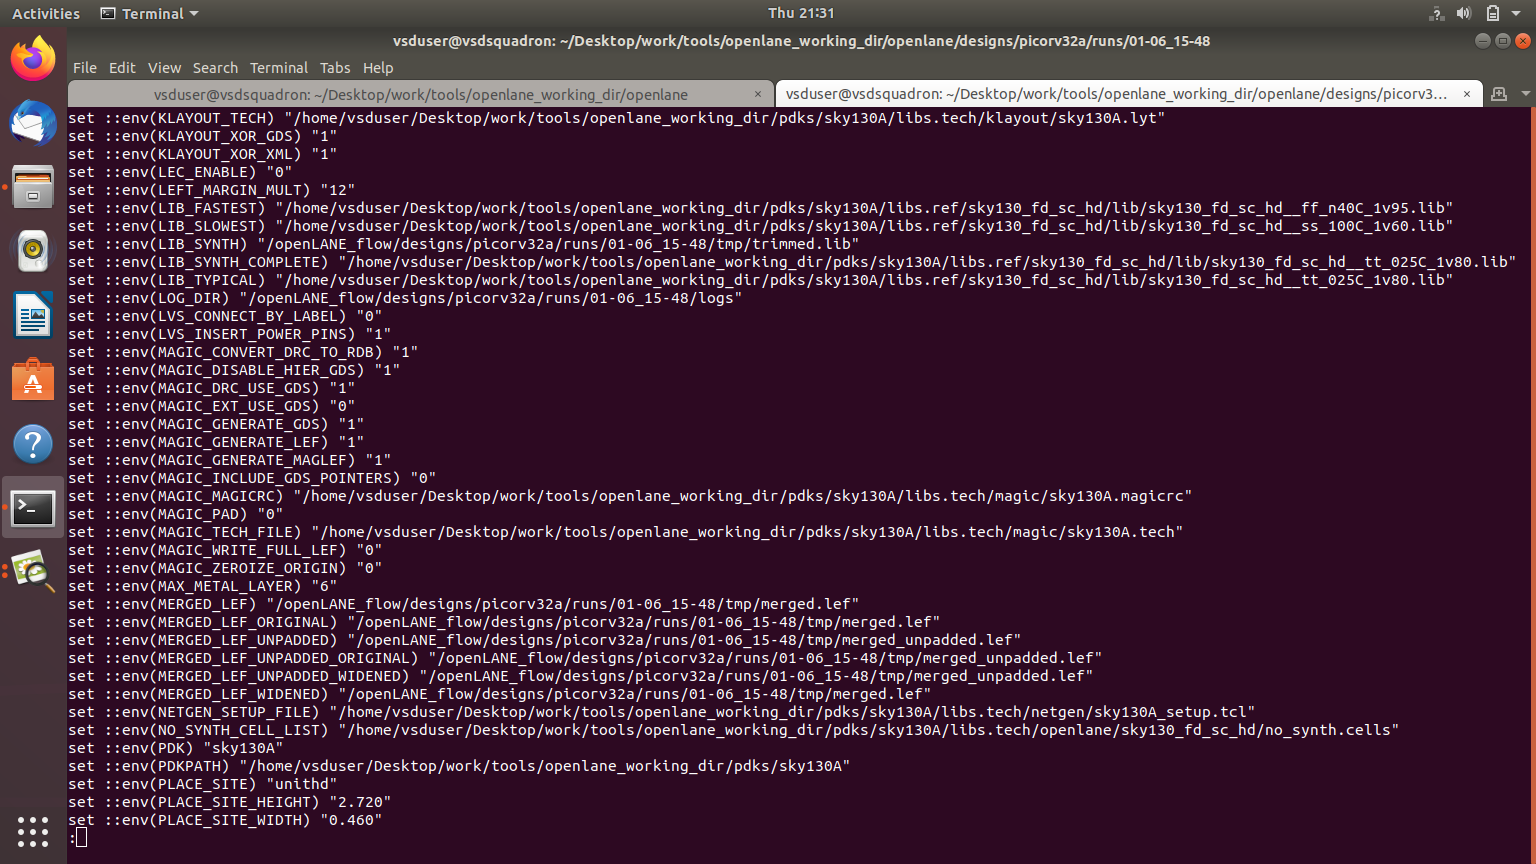 Activities
Terminal
Thu 21:31
vsduser@vsdsquadron: ~/Desktop/work/tools/openlane_working_dir/openlane/designs/picorv32a/runs/01-06_15-48
File Edit View Search Terminal Tabs Help
vsduser@vsdsquadron: ~/Desktop/work/tools/openlane_working_dir/openlane ×
vsduser@vsdsquadron: ~/Desktop/work/tools/openlane_working_dir/openlane/designs/picorv3... ×
set ::env(KLAYOUT_TECH) "/home/vsduser/Desktop/work/tools/openlane_working_dir/pdks/sky130A/libs.tech/klayout/sky130A.lyt"
set ::env(KLAYOUT_XOR_GDS) "1"
set ::env(KLAYOUT_XOR_XML) "1"
set ::env(LEC_ENABLE) "0"
set ::env(LEFT_MARGIN_MULT) "12"
set ::env(LIB_FASTEST) "/home/vsduser/Desktop/work/tools/openlane_working_dir/pdks/sky130A/libs.ref/sky130_fd_sc_hd/lib/sky130_fd_sc_hd__ff_n40C_1v95.lib"
set ::env(LIB_SLOWEST) "/home/vsduser/Desktop/work/tools/openlane_working_dir/pdks/sky130A/libs.ref/sky130_fd_sc_hd/lib/sky130_fd_sc_hd__ss_100C_1v60.lib"
set ::env(LIB_SYNTH) "/openLANE_flow/designs/picorv32a/runs/01-06_15-48/tmp/trimmed.lib"
set ::env(LIB_SYNTH_COMPLETE) "/home/vsduser/Desktop/work/tools/openlane_working_dir/pdks/sky130A/libs.ref/sky130_fd_sc_hd/lib/sky130_fd_sc_hd__tt_025C_1v80.lib"
set ::env(LIB_TYPICAL) "/home/vsduser/Desktop/work/tools/openlane_working_dir/pdks/sky130A/libs.ref/sky130_fd_sc_hd/lib/sky130_fd_sc_hd__tt_025C_1v80.lib"
set ::env(LOG_DIR) "/openLANE_flow/designs/picorv32a/runs/01-06_15-48/logs"
set ::env(LVS_CONNECT_BY_LABEL) "0"
set ::env(LVS_INSERT_POWER_PINS) "1"
set ::env(MAGIC_CONVERT_DRC_TO_RDB) "1"
set ::env(MAGIC_DISABLE_HIER_GDS) "1"
set ::env(MAGIC_DRC_USE_GDS) "1"
set ::env(MAGIC_EXT_USE_GDS) "0"
set ::env(MAGIC_GENERATE_GDS) "1"
set ::env(MAGIC_GENERATE_LEF) "1"
set ::env(MAGIC_GENERATE_MAGLEF) "1"
set ::env(MAGIC_INCLUDE_GDS_POINTERS) "0"
set ::env(MAGIC_MAGICRC) "/home/vsduser/Desktop/work/tools/openlane_working_dir/pdks/sky130A/libs.tech/magic/sky130A.magicrc"
set ::env(MAGIC_PAD) "0"
set ::env(MAGIC_TECH_FILE) "/home/vsduser/Desktop/work/tools/openlane_working_dir/pdks/sky130A/libs.tech/magic/sky130A.tech"
set ::env(MAGIC_WRITE_FULL_LEF) "0"
set ::env(MAGIC_ZEROIZE_ORIGIN) "0"
set ::env(MAX_METAL_LAYER) "6"
set ::env(MERGED_LEF) "/openLANE_flow/designs/picorv32a/runs/01-06_15-48/tmp/merged.lef"
set ::env(MERGED_LEF_ORIGINAL) "/openLANE_flow/designs/picorv32a/runs/01-06_15-48/tmp/merged.lef"
set ::env(MERGED_LEF_UNPADDED) "/openLANE_flow/designs/picorv32a/runs/01-06_15-48/tmp/merged_unpadded.lef"
set ::env(MERGED_LEF_UNPADDED_ORIGINAL) "/openLANE_flow/designs/picorv32a/runs/01-06_15-48/tmp/merged_unpadded.lef"
set ::env(MERGED_LEF_UNPADDED_WIDENED) "/openLANE_flow/designs/picorv32a/runs/01-06_15-48/tmp/merged_unpadded.lef"
set ::env(MERGED_LEF_WIDENED) "/openLANE_flow/designs/picorv32a/runs/01-06_15-48/tmp/merged.lef"
set ::env(NETGEN_SETUP_FILE) "/home/vsduser/Desktop/work/tools/openlane_working_dir/pdks/sky130A/libs.tech/netgen/sky130A_setup.tcl"
set ::env(NO_SYNTH_CELL_LIST) "/home/vsduser/Desktop/work/tools/openlane_working_dir/pdks/sky130A/libs.tech/openlane/sky130_fd_sc_hd/no_synth.cells"
set ::env(PDK) "sky130A"
set ::env(PDKPATH) "/home/vsduser/Desktop/work/tools/openlane_working_dir/pdks/sky130A"
set ::env(PLACE_SITE) "unithd"
set ::env(PLACE_SITE_HEIGHT) "2.720"
set ::env(PLACE_SITE_WIDTH) "0.460"
: